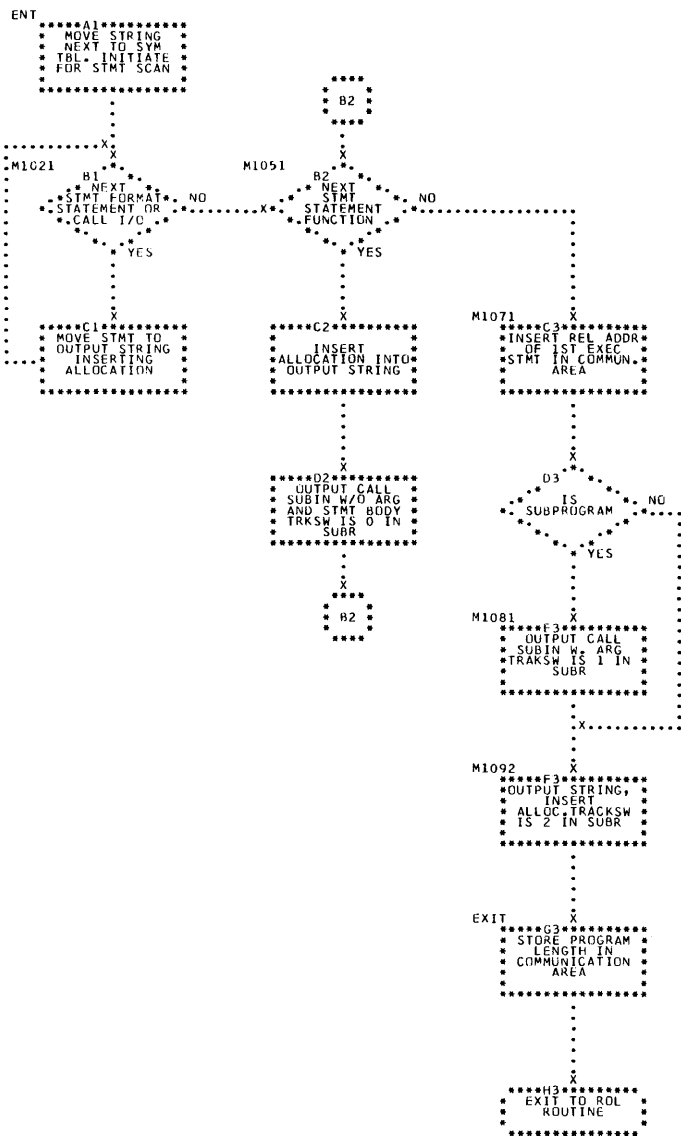 ENT
A1
MOVE STRING
NEXT TO SYM
TBL. INITIATE
FOR STMT SCAN
B2
M1021
B1
NEXT
STMT FORMAT
STATEMENT OR
CALL I/O
NO
YES
M1051
B2
NEXT
STMT
STATEMENT
FUNCTION
NO
YES
C1
MOVE STMT TO
OUTPUT STRING
INSERTING
ALLOCATION
C2
INSERT
ALLOCATION INTO
OUTPUT STRING
M1071
C3
INSERT REL ADDR
OF 1ST EXEC
STMT IN COMMUN.
AREA
D2
OUTPUT CALL
SUBIN W/O ARG
AND STMT BODY
TRKSW IS 0 IN
SUBR
D3
IS
SUBPROGRAM
NO
YES
B2
M1081
E3
OUTPUT CALL
SUBIN W. ARG
TRAKSW IS 1 IN
SUBR
M1092
F3
OUTPUT STRING,
INSERT
ALLOC.TRACKSW
IS 2 IN SUBR
EXIT
G3
STORE PROGRAM
LENGTH IN
COMMUNICATION
AREA
H3
EXIT TO ROL
ROUTINE